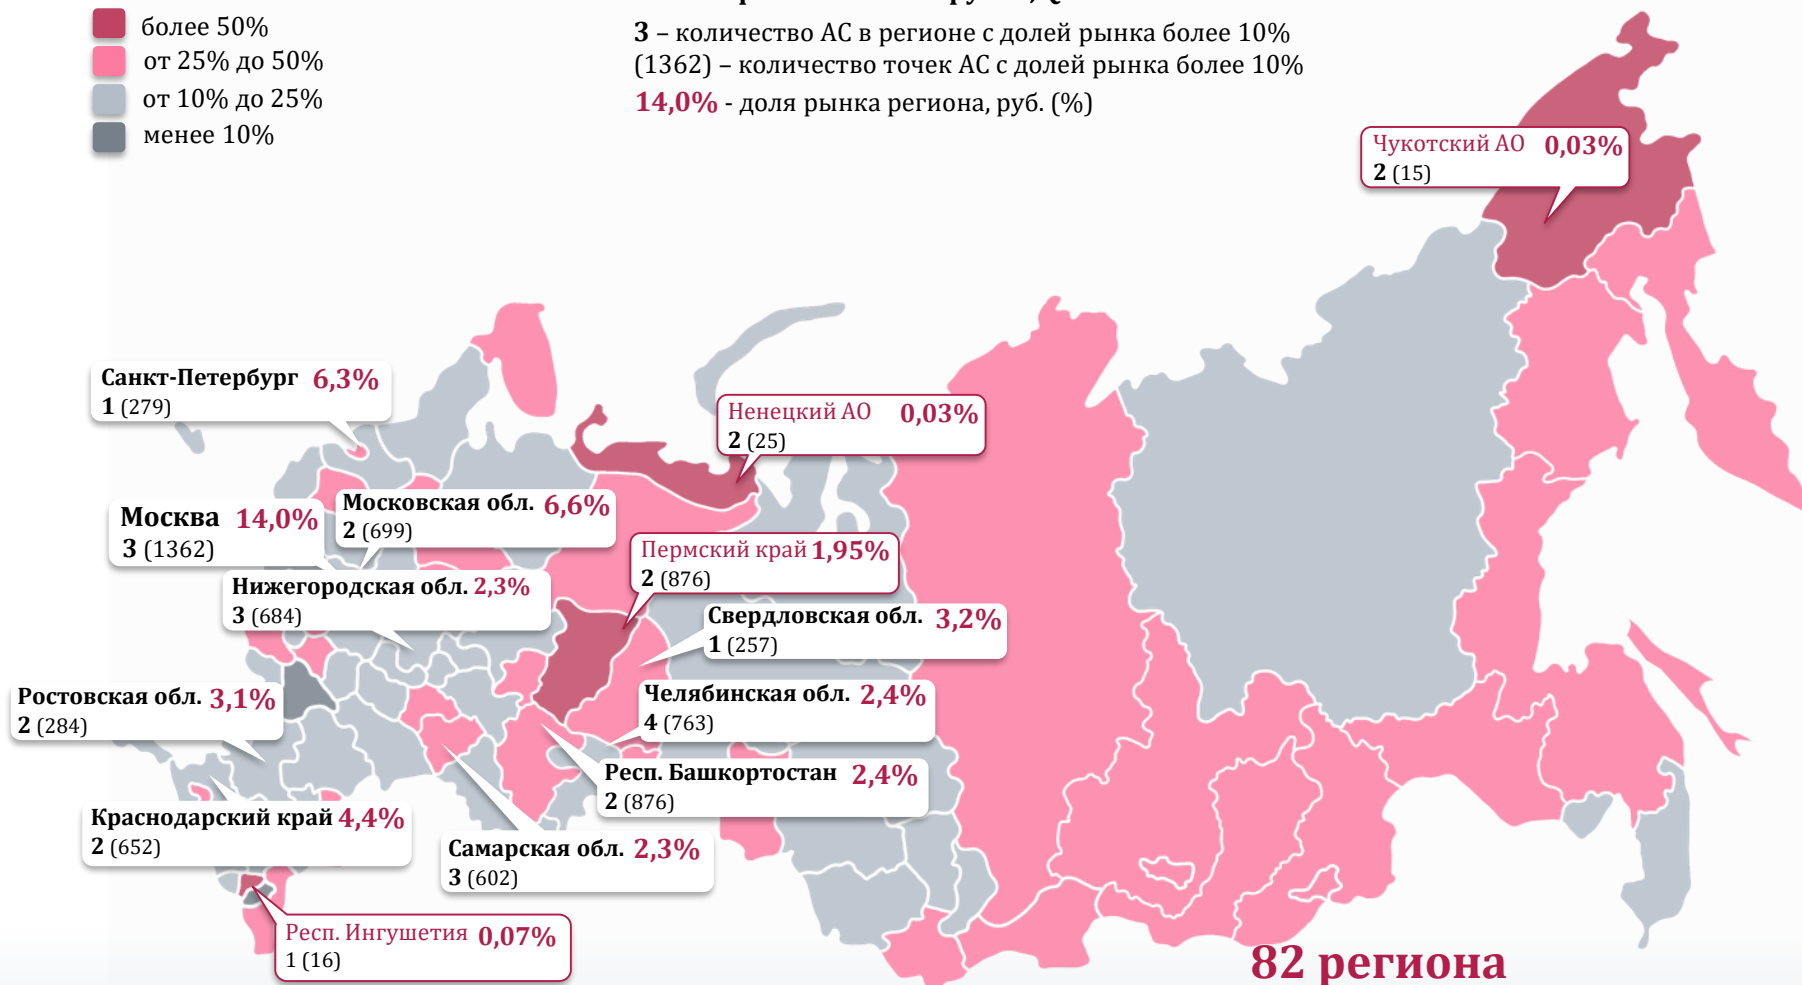 более 50%
от 25% до 50%
от 10% до 25%
менее 10%
3 – количество АС в регионе с долей рынка более 10%
(1362) – количество точек АС с долей рынка более 10%
14,0% - доля рынка региона, руб. (%)
Чукотский АО 0,03%
2 (15)
Санкт-Петербург 6,3%
1 (279)
Ненецкий АО 0,03%
2 (25)
Московская обл. 6,6%
2 (699)
Москва 14,0%
3 (1362)
Пермский край 1,95%
2 (876)
Нижегородская обл. 2,3%
3 (684)
Свердловская обл. 3,2%
1 (257)
Ростовская обл. 3,1%
2 (284)
Челябинская обл. 2,4%
4 (763)
Респ. Башкортостан 2,4%
2 (876)
Краснодарский край 4,4%
2 (652)
Самарская обл. 2,3%
3 (602)
Респ. Ингушетия 0,07%
1 (16)
82 региона